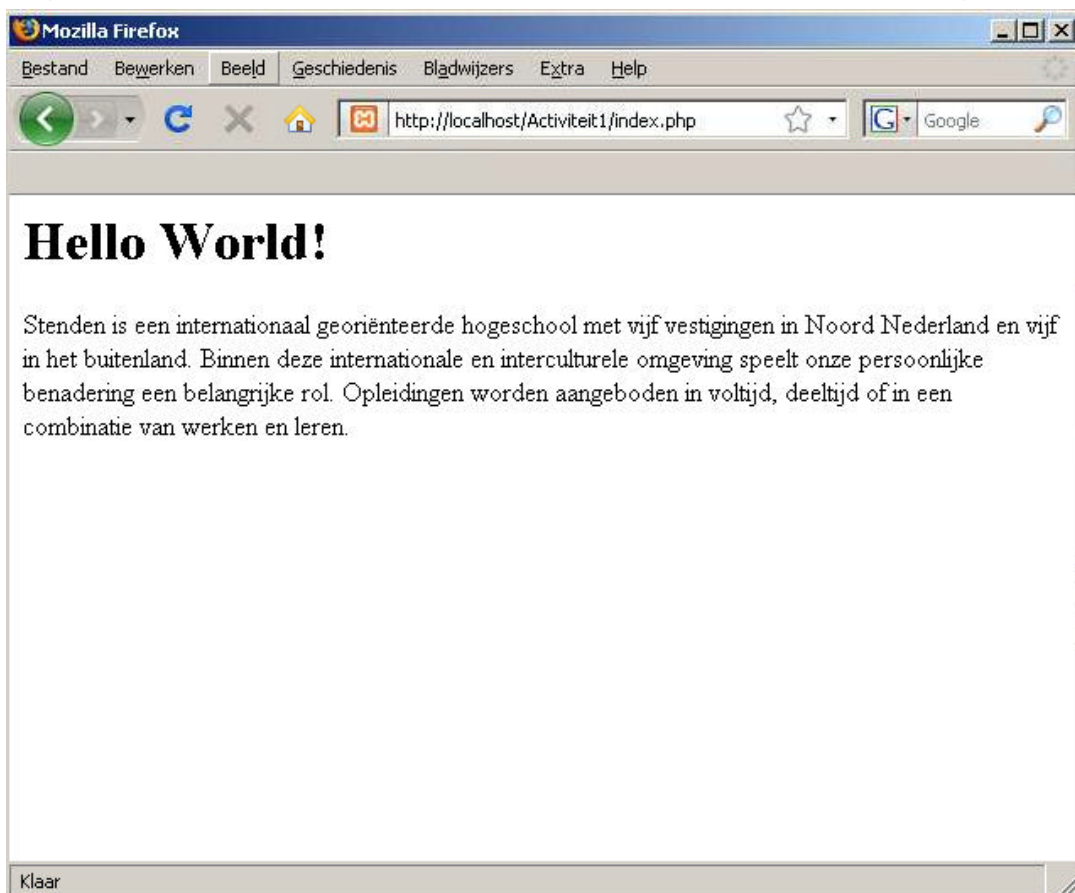 Mozilla Firefox
Bestand Bewerken Beeld Geschiedenis Bladwijzers Extra Help
http://localhost/Activiteit1/index.php G Google
Hello World!
Stenden is een internationaal georiënteerde hogeschool met vijf vestigingen in Noord Nederland en vijf
in het buitenland. Binnen deze internationale en interculturele omgeving speelt onze persoonlijke
benadering een belangrijke rol. Opleidingen worden aangeboden in voltijd, deeltijd of in een
combinatie van werken en leren.
Klaar